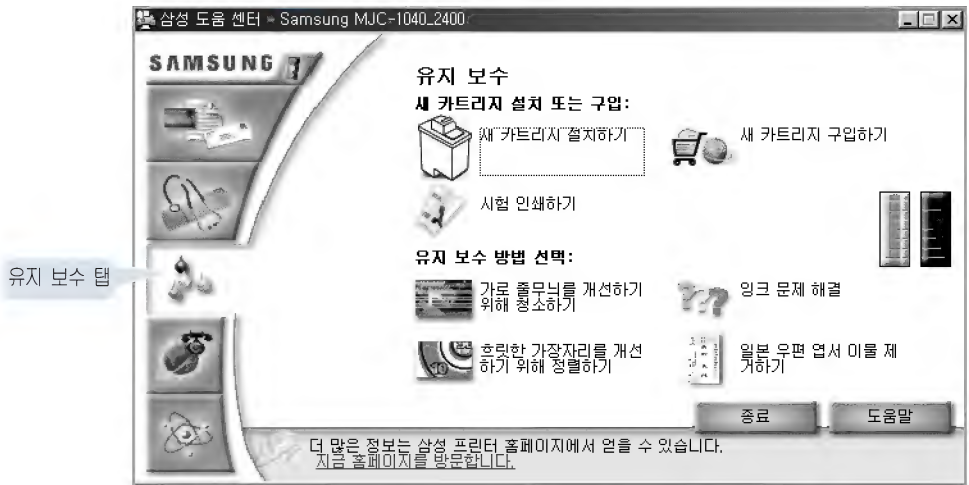 삼성 도움 센터 - Samsung MJC-1040_2400
SAMSUNG
유지 보수
새 카트리지 설치 또는 구입:
새 카트리지 설치하기
새 카트리지 구입하기
시험 인쇄하기
유지 보수 탭
유지 보수 방법 선택:
가로 줄무늬를 개선하기
위해 청소하기
잉크 문제 해결
흐릿한 가장자리를 개선
하기 위해 정렬하기
일본 우편 엽서 이물 제
거하기
종료
도움말
더 많은 정보는 삼성 프린터 홈페이지에서 얻을 수 있습니다.
지금 홈페이지를 방문합니다.